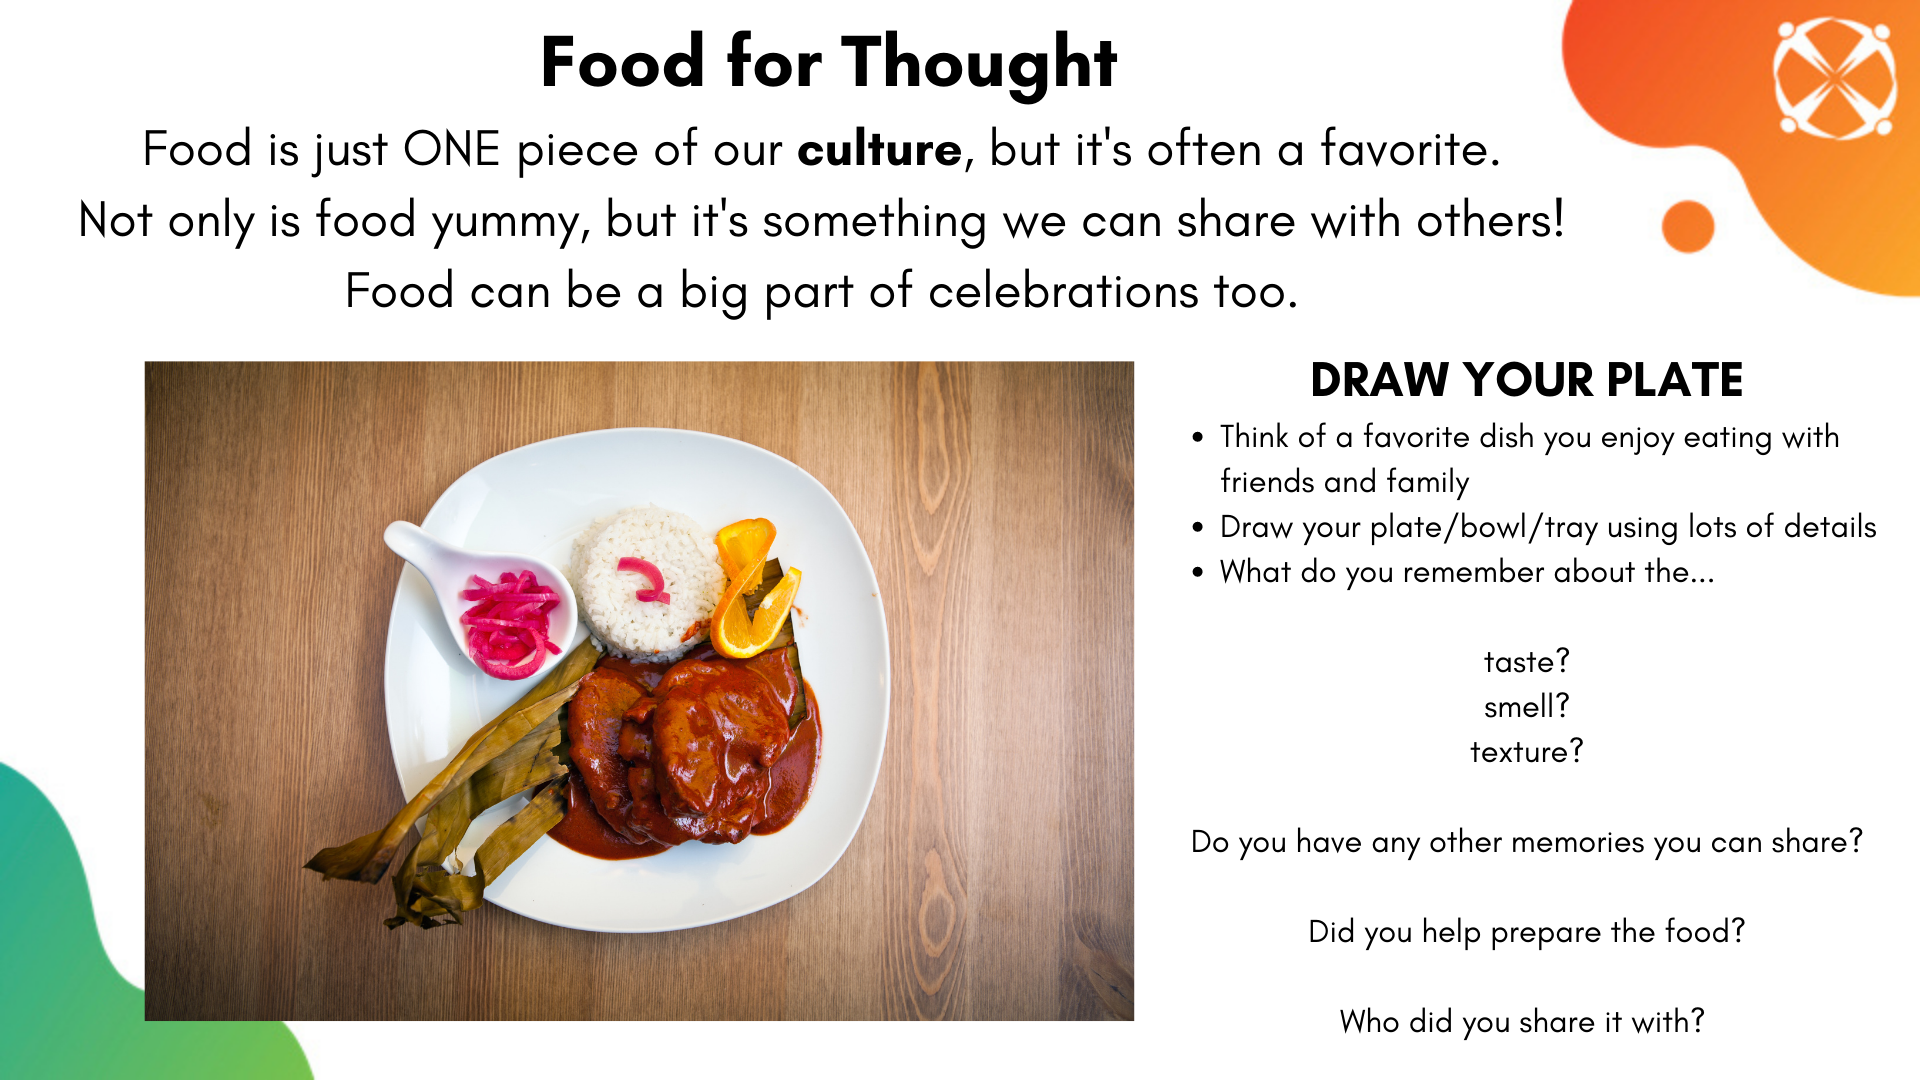 Food for Thought
Food is just ONE piece of our culture, but it's often a favorite.
Not only is food yummy, but it's something we can share with others!
Food can be a big part of celebrations too.
DRAW YOUR PLATE
• Think of a favorite dish you enjoy eating with
friends and family
• Draw your plate/bowl/tray using lots of details
• What do you remember about the...
taste?
smell?
texture?
Do you have any other memories you can share?
Did you help prepare the food?
Who did you share it with?